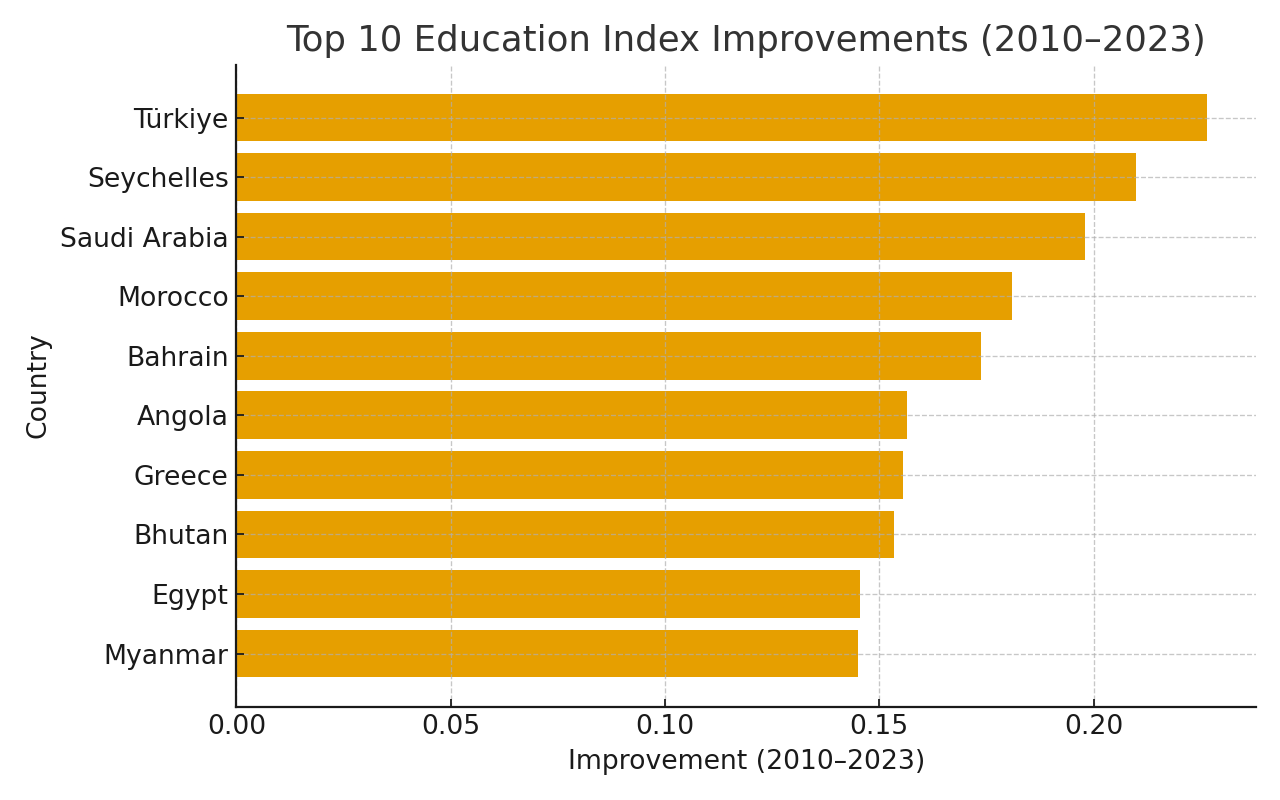 Top 10 Education Index Improvements (2010–2023)
Türkiye
Seychelles
Saudi Arabia
Morocco
Bahrain
Angola
Greece
Bhutan
Egypt
Myanmar
Country
0.00 0.05 0.10 0.15 0.20
Improvement (2010–2023)